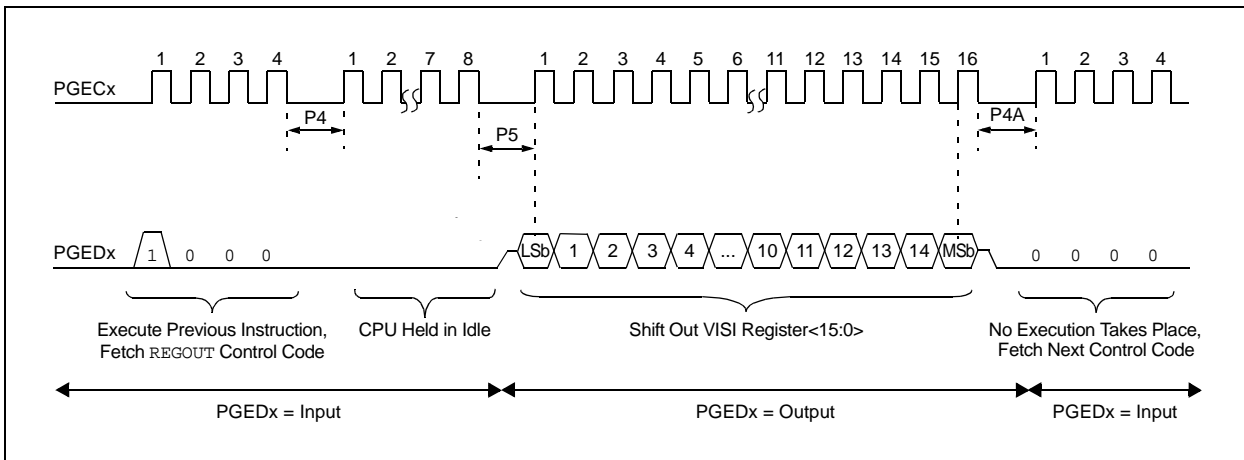 1 2 3 4 1 2 7 8 1 2 3 4 5 6 11 12 13 14 15 16 1 2 3 4
PGECx
P4
P5
P4A
PGEDx
1 0 0 0 LSb 1 2 3 4 ... 10 11 12 13 14 MSb 0 0 0 0
Execute Previous Instruction,
Fetch REGOUT Control Code
CPU Held in Idle
Shift Out VISI Register<15:0>
No Execution Takes Place,
Fetch Next Control Code
PGEDx = Input
PGEDx = Output
PGEDx = Input